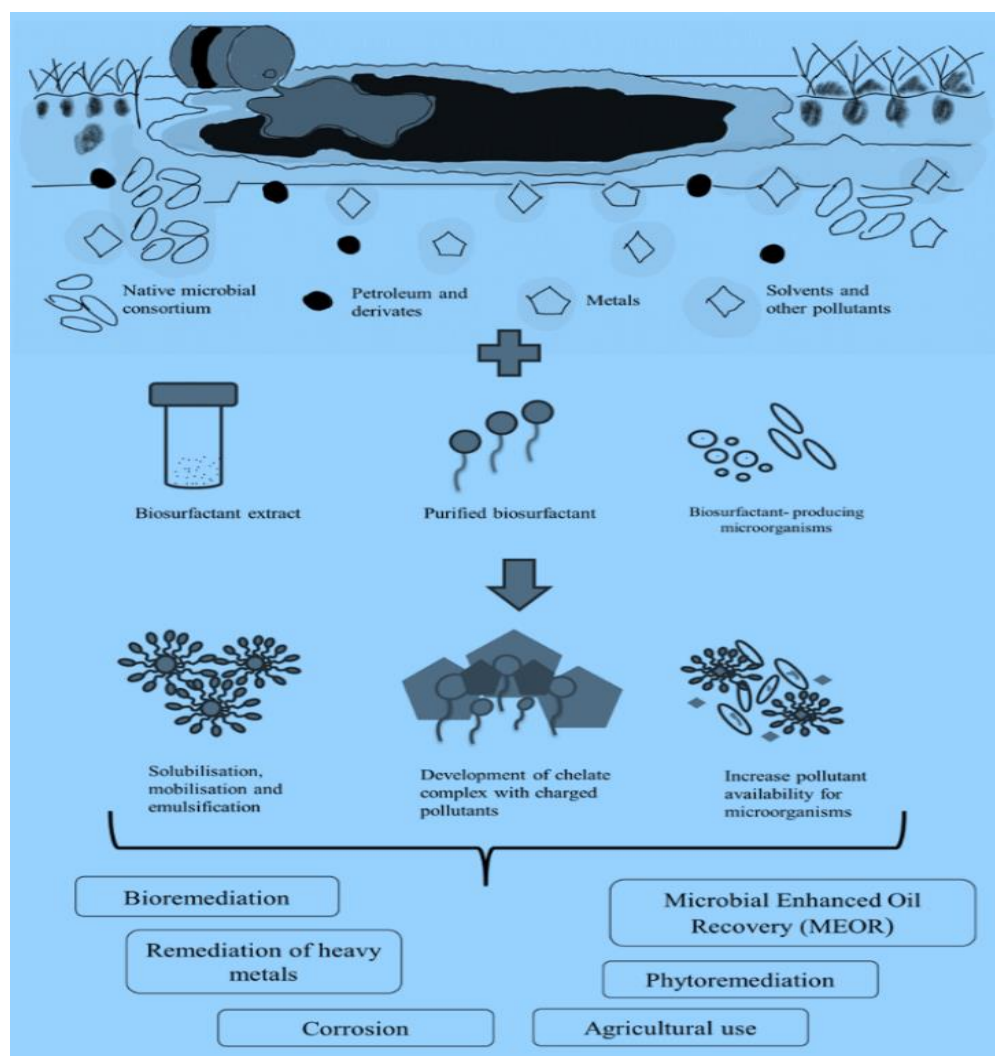 Native microbial
consortium
Petroleum and
derivates
Metals
Solvents and
other pollutants
Biosurfactant extract
Purified biosurfactant
Biosurfactant- producing
microorganisms
Solubilisation,
mobilisation and
emulsification
Development of chelate
complex with charged
pollutants
Increase pollutant
availability for
microorganisms
Bioremediation
Microbial Enhanced Oil
Recovery (MEOR)
Remediation of heavy
metals
Phytoremediation
Corrosion
Agricultural use